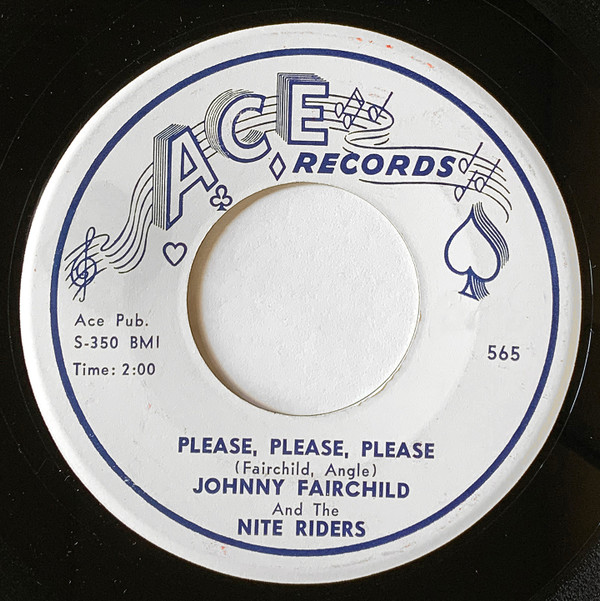 ACE
RECORDS
Ace Pub.
S-350 BMI
Time: 2:00
565
PLEASE, PLEASE, PLEASE
(Fairchild, Angle)
JOHNNY FAIRCHILD
And The
NITE RIDERS